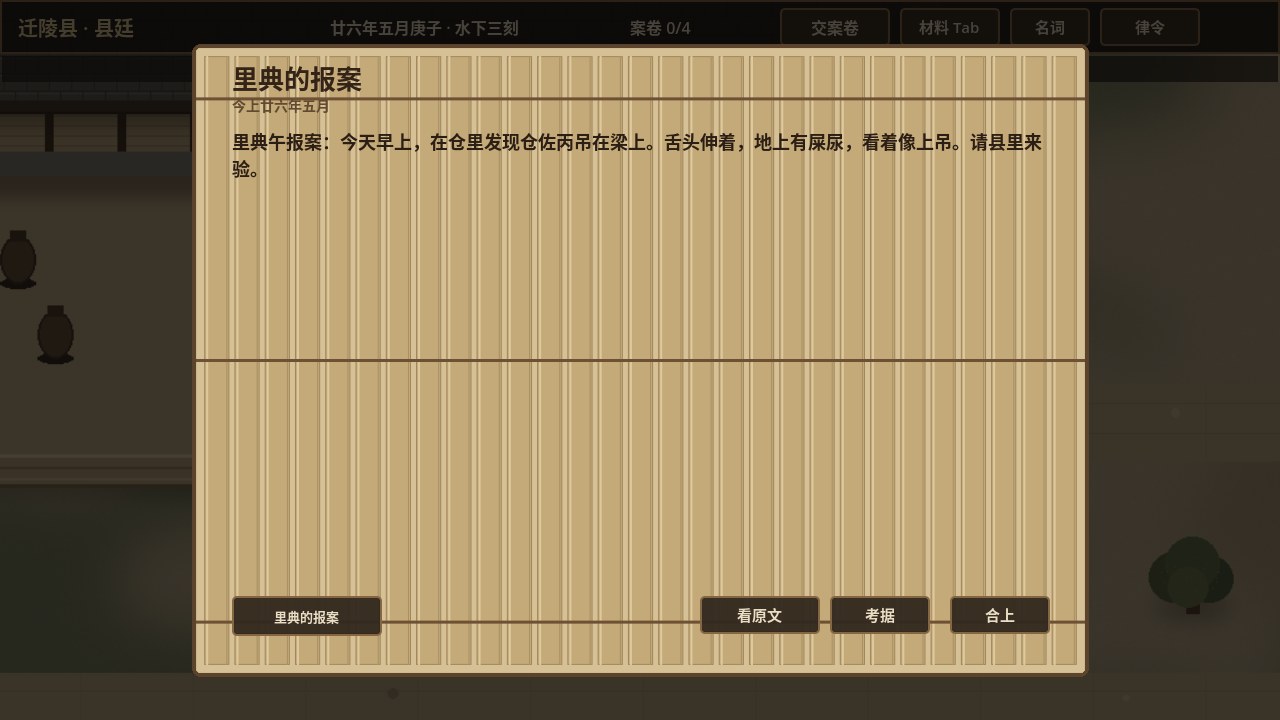 迁陵县 · 县廷
廿六年五月庚子 · 水下三刻
案卷 0/4
交案卷
材料 Tab
名词
律令
里典的报案
今上廿六年五月
里典午报案：今天早上，在仓里发现仓佐丙吊在梁上。舌头伸着，地上有屎尿，看着像上吊。请县里来
验。
里典的报案
看原文
考据
合上